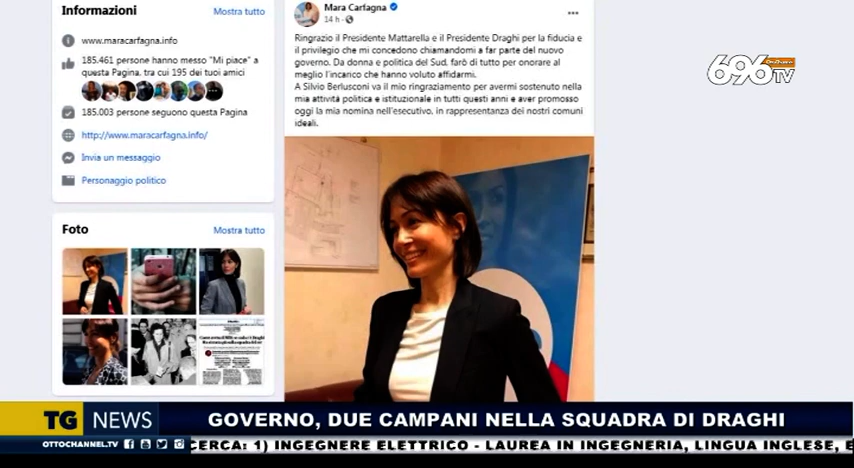 Informazioni
Mostra tutto
www.maracarfagna.info
185.461 persone hanno messo "Mi piace" a
questa Pagina, tra cui 195 dei tuoi amici
185.003 persone seguono questa Pagina
http://www.maracarfagna.info/
Invia un messaggio
Personaggio politico
Foto
Mostra tutto
Mara Carfagna
14 h
Ringrazio il Presidente Mattarella e il Presidente Draghi per la fiducia e
il privilegio che mi concedono chiamandomi a far parte del nuovo
governo. Da donna e politica del Sud, farò di tutto per onorare al
meglio l'incarico che hanno voluto affidarmi.
A Silvio Berlusconi va il mio ringraziamento per avermi sostenuto nella
mia attività politica e istituzionale in tutti questi anni e aver promosso
oggi la mia nomina nell'esecutivo, in rappresentanza dei nostri comuni
ideali.
696
TV
TG NEWS
GOVERNO, DUE CAMPANI NELLA SQUADRA DI DRAGHI
OTTOCHANNEL.TV
CERCA: 1) INGEGNERE ELETTRICO - LAUREA IN INGEGNERIA, LINGUA INGLESE, E